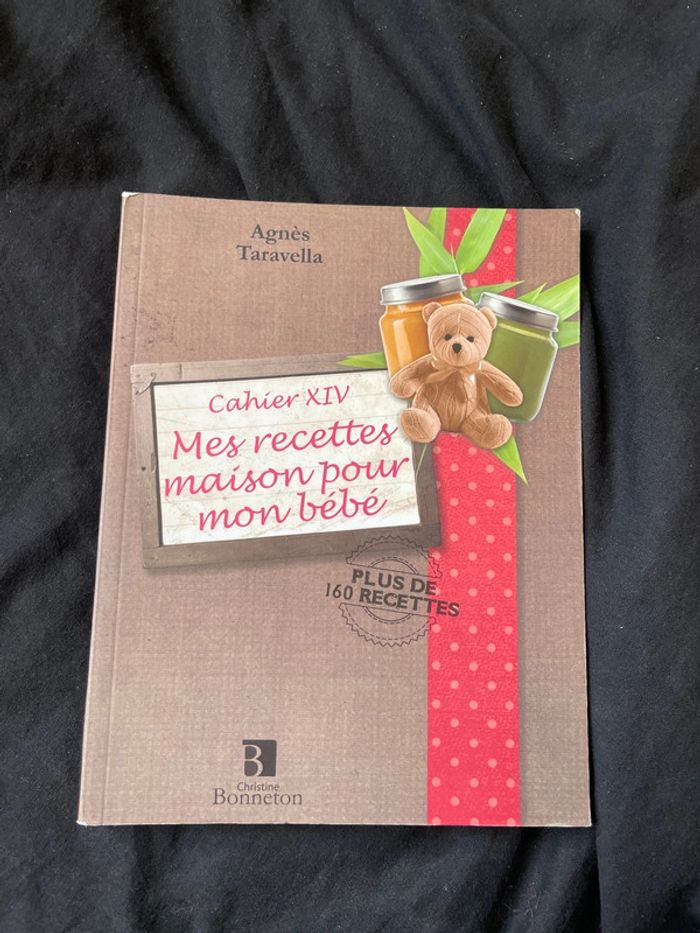 Agnès
Taravella
Cahier XIV
Mes recettes
maison pour
mon bébé
PLUS DE
160 RECETTES
B
Christine
Bonneton